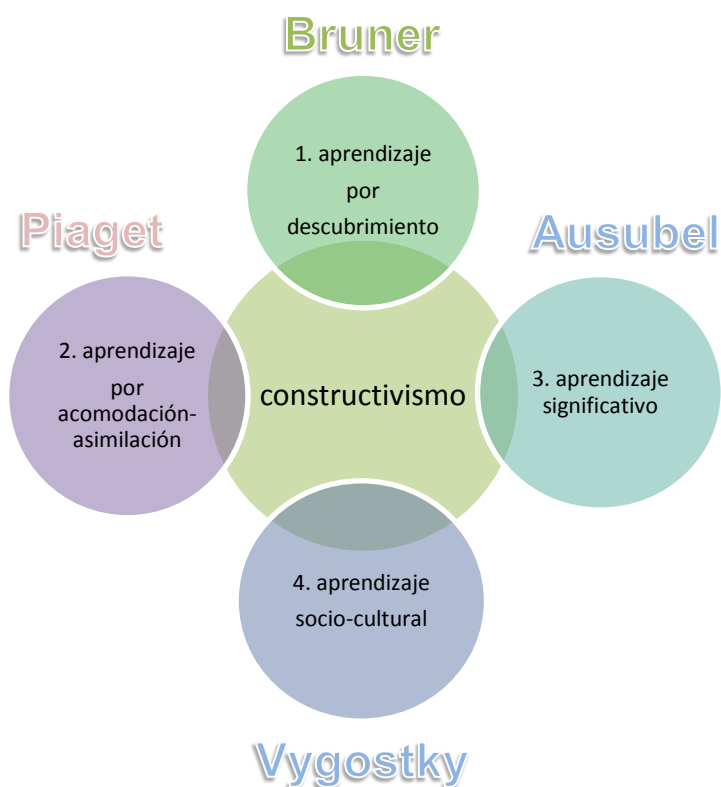 Bruner
1. aprendizaje
por
descubrimiento
Piaget
Ausubel
2. aprendizaje
por
acomodación-
asimilación
constructivismo
3. aprendizaje
significativo
4. aprendizaje
socio-cultural
Vygostky